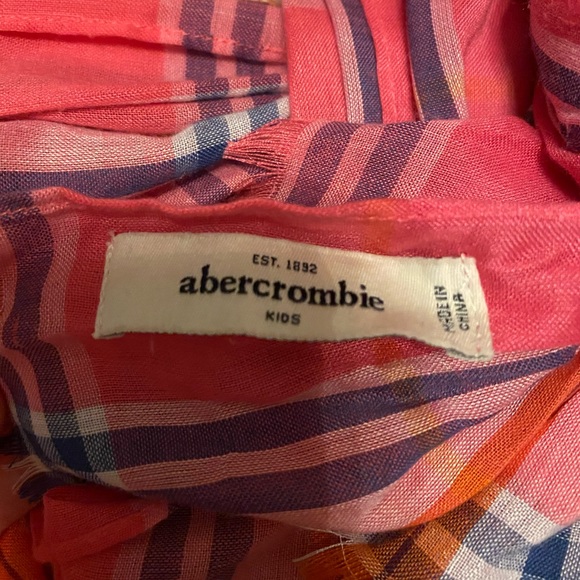 EST. 1892
abercrombie
KIDS
MADE IN
CHINA